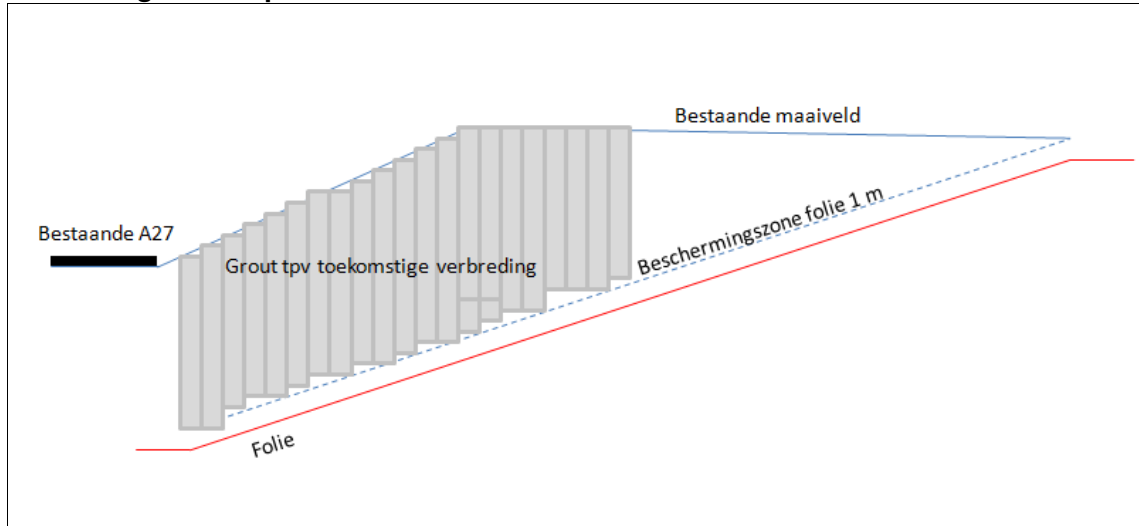 Bestaande maaiveld
Bestaande A27
Beschermingszone folie 1 m
Grout tpv toekomstige verbreding
Folie